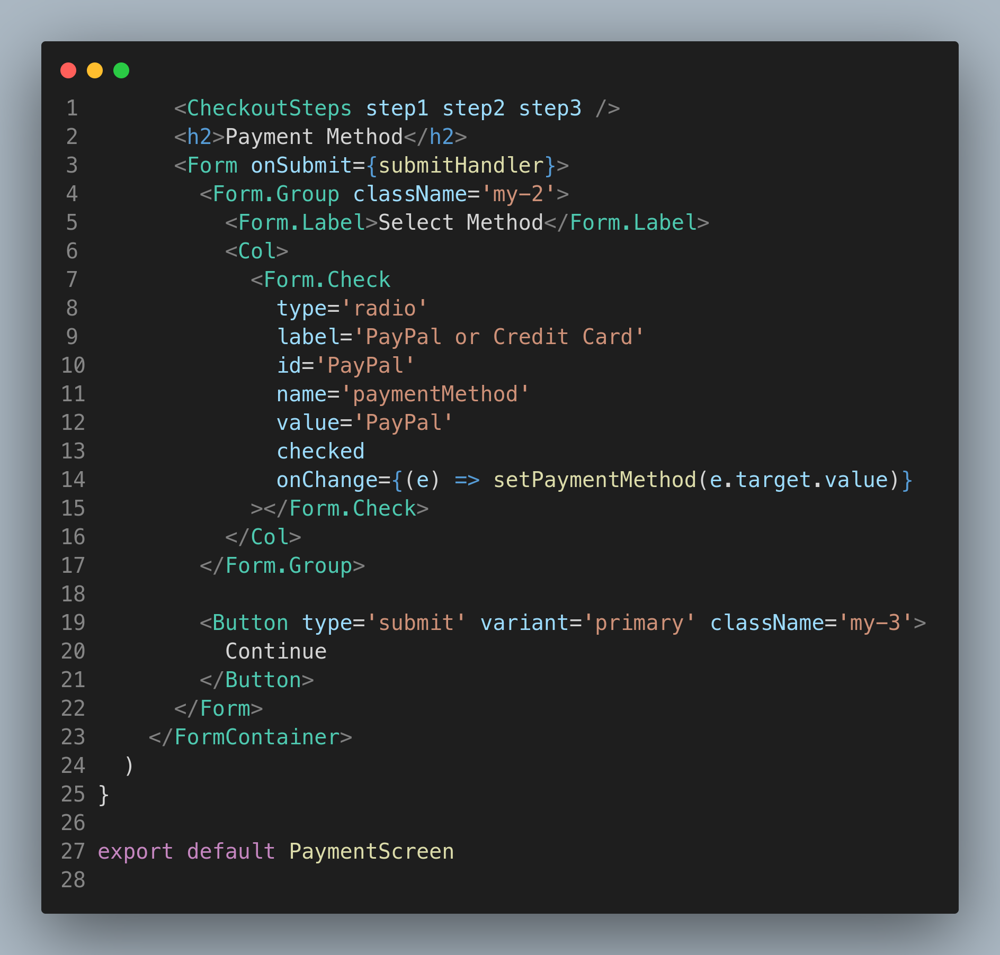 1       <CheckoutSteps step1 step2 step3 />
2       <h2>Payment Method</h2>
3       <Form onSubmit={submitHandler}>
4         <Form.Group className='my-2'>
5           <Form.Label>Select Method</Form.Label>
6           <Col>
7             <Form.Check
8               type='radio'
9               label='PayPal or Credit Card'
10               id='PayPal'
11               name='paymentMethod'
12               value='PayPal'
13               checked
14               onChange={(e) => setPaymentMethod(e.target.value)}
15             ></Form.Check>
16           </Col>
17         </Form.Group>
18
19         <Button type='submit' variant='primary' className='my-3'>
20           Continue
21         </Button>
22       </Form>
23     </FormContainer>
24   )
25 }
26
27 export default PaymentScreen
28